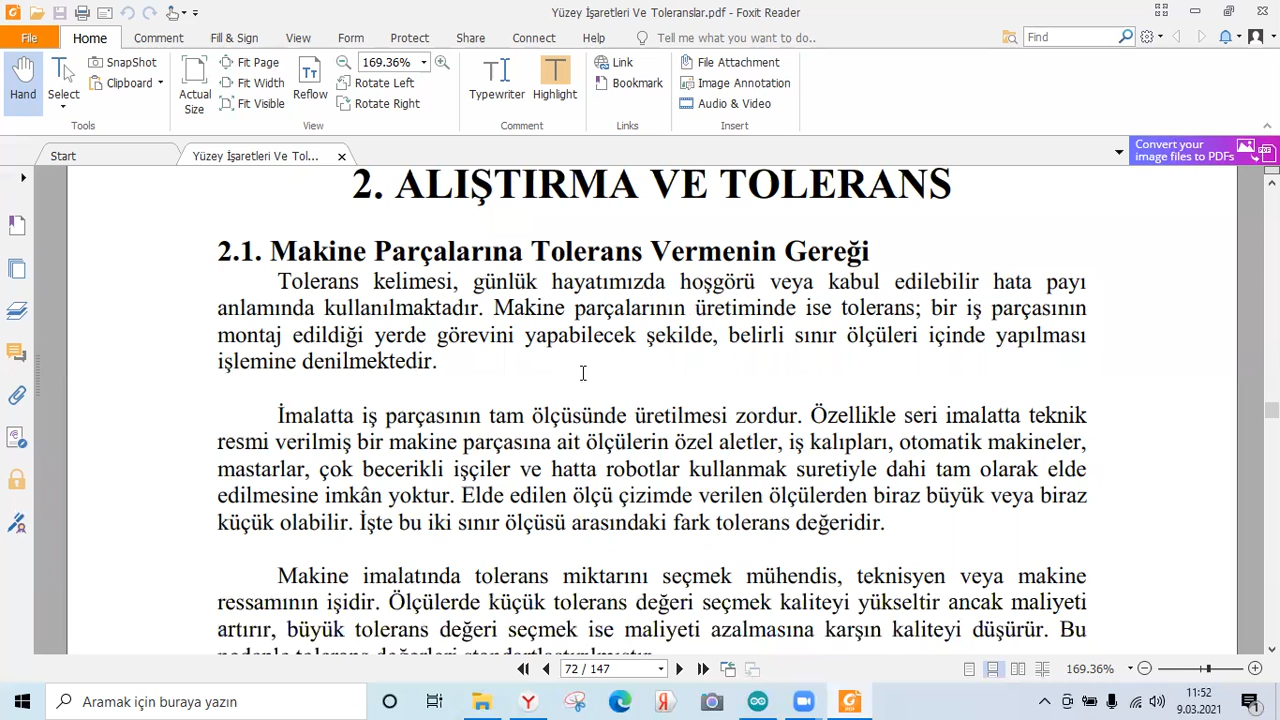 Yüzey İşaretleri Ve Toleranslar.pdf - Foxit Reader
File Home Comment Fill & Sign View Form Protect Share Connect Help Tell me what you want to do.. Find
Hand
Select
SnapShot
Clipboard
Tools
Actual Size
Fit Page
Fit Width
Fit Visible
Reflow
169.36%
Rotate Left
Rotate Right
View
Typewriter
Highlight
Comment
Link
Bookmark
Links
File Attachment
Image Annotation
Audio & Video
Insert
Start
Yüzey İşaretleri Ve Tol...
Convert your
image files to PDFs
2. ALIŞTIRMA VE TOLERANS
2.1. Makine Parçalarına Tolerans Vermenin Gereği
Tolerans kelimesi, günlük hayatımızda hoşgörü veya kabul edilebilir hata payı
anlamında kullanılmaktadır. Makine parçalarının üretiminde ise tolerans; bir iş parçasının
montaj edildiği yerde görevini yapabilecek şekilde, belirli sınır ölçüleri içinde yapılması
işlemine denilmektedir.
İmalatta iş parçasının tam ölçüsünde üretilmesi zordur. Özellikle seri imalatta teknik
resmi verilmiş bir makine parçasına ait ölçülerin özel aletler, iş kalıpları, otomatik makineler,
mastarlar, çok becerikli işçiler ve hatta robotlar kullanmak suretiyle dahi tam olarak elde
edilmesine imkân yoktur. Elde edilen ölçü çizimde verilen ölçülerden biraz büyük veya biraz
küçük olabilir. İşte bu iki sınır ölçüsü arasındaki fark tolerans değeridir.
Makine imalatında tolerans miktarını seçmek mühendis, teknisyen veya makine
ressamının işidir. Ölçülerde küçük tolerans değeri seçmek kaliteyi yükseltir ancak maliyeti
artırır, büyük tolerans değeri seçmek ise maliyeti azalmasına karşın kaliteyi düşürür. Bu
nedenle tolerans değerleri standartlaştırılmıştır.
72 / 147
169.36%
Aramak için buraya yazın
11:52
9.03.2021